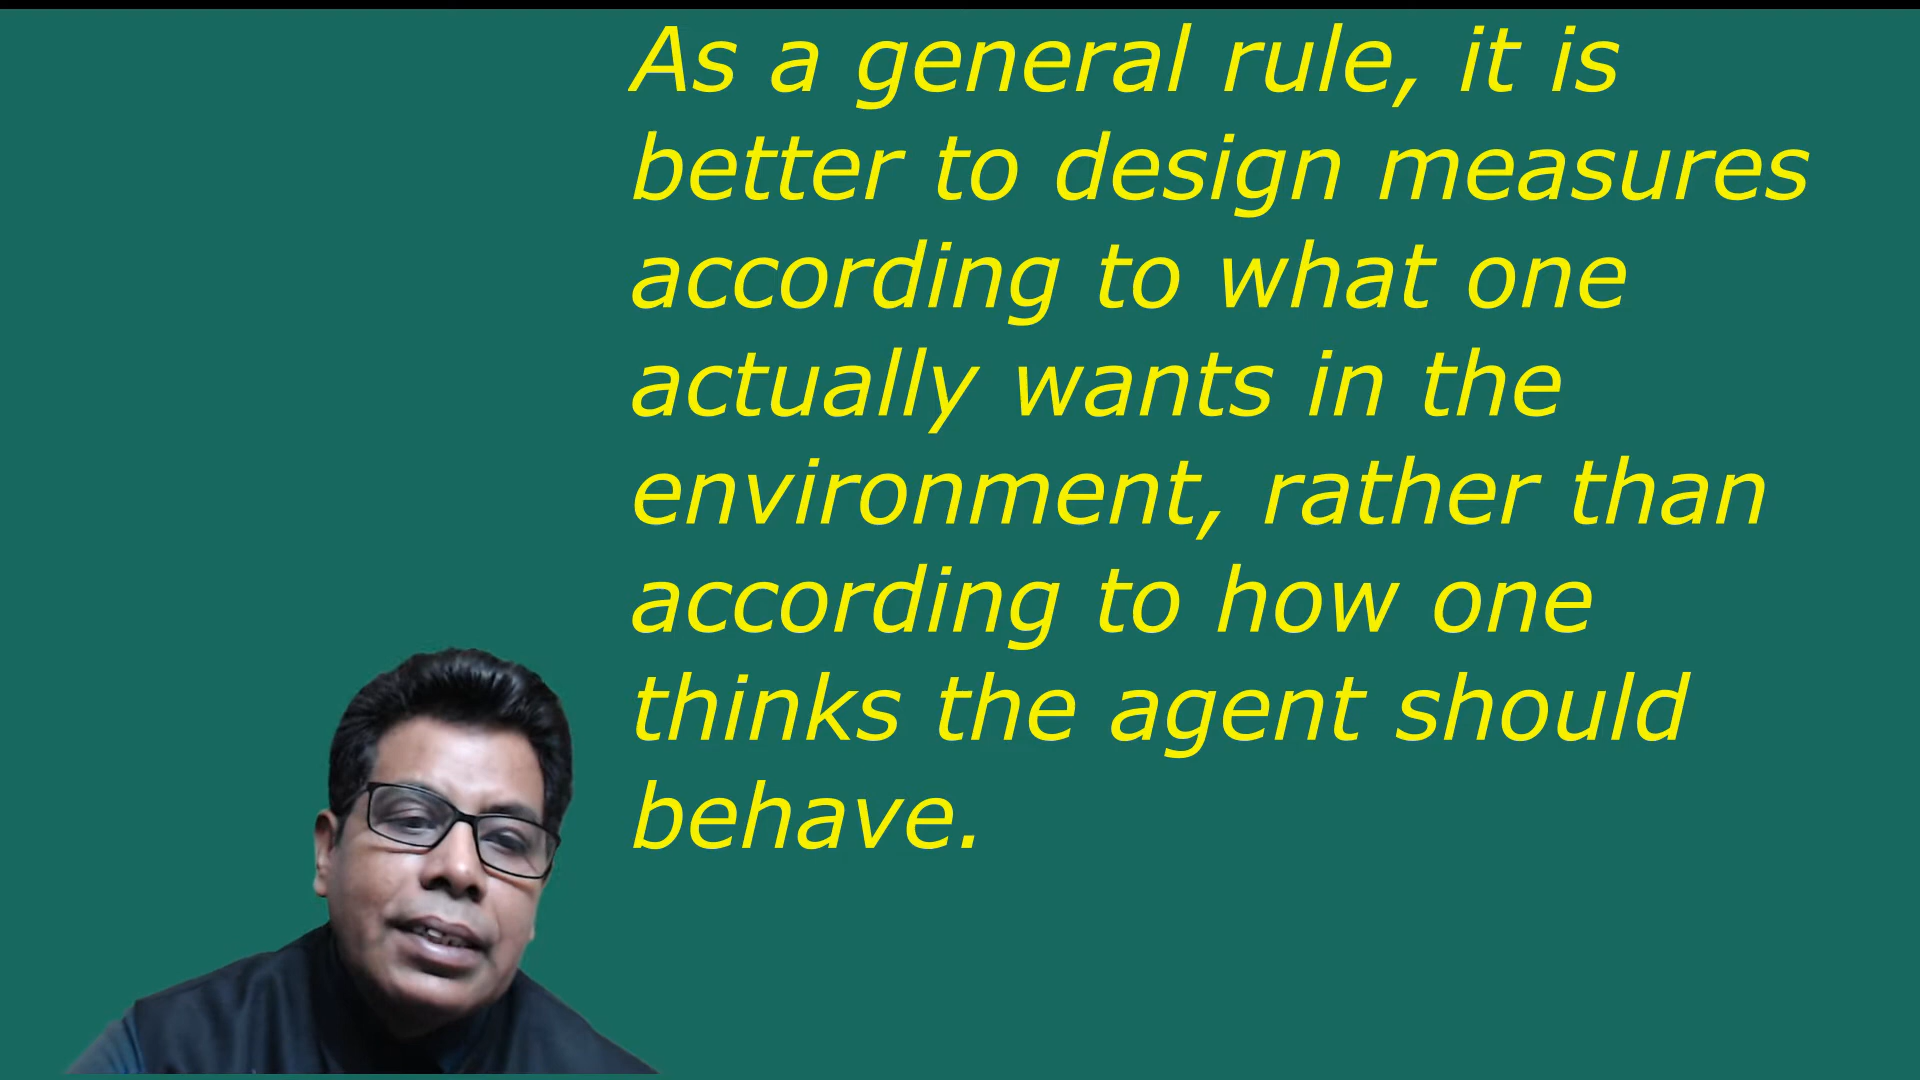 As a general rule, it is
better to design measures
according to what one
actually wants in the
environment, rather than
according to how one
thinks the agent should
behave.